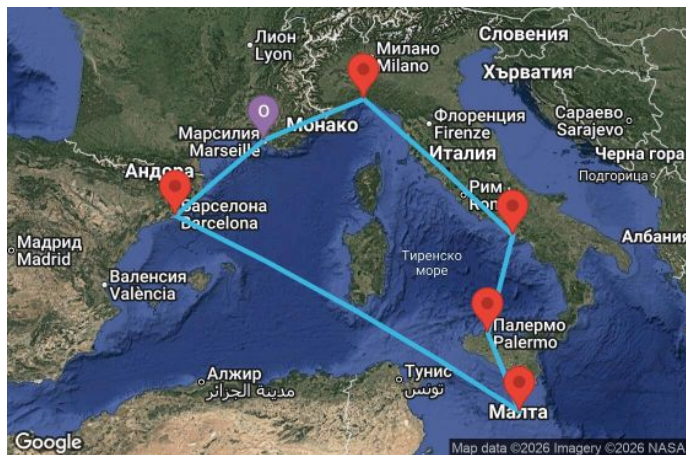 Лион
Lyon
Милано
Milano
Словения
Хърватия
O
Марсилия
Marseille
Монако
Флоренция
Firenze
Сараево
Sarajevo
Италия
Черна гора
Подгорица
Андора
Рим
Барселона
Barcelona
Албания
Мадрид
Madrid
Валенсия
València
Тиренско
море
Палермо
Palermo
Алжир
مدينة الجزائر
Тунис
تونس
Малта
Google
Map data ©2026 Imagery ©2026 NASA